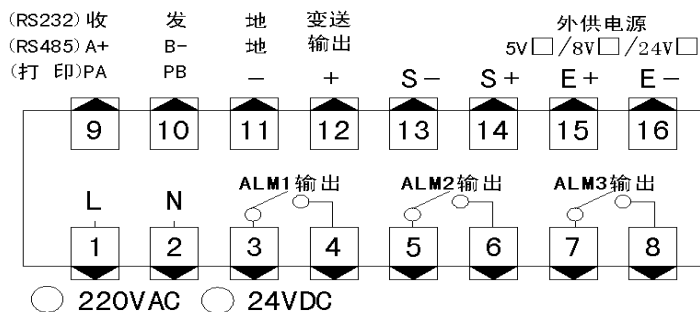 (RS232) 收 发 地 变送 外供电源
(RS485) A+ B- 地 输出 5V□/8V□/24V□
(打 印) PA PB - + S- S+ E+ E-
9 10 11 12 13 14 15 16
L N ALM1输出 ALM2输出 ALM3输出
1 2 3 4 5 6 7 8
220VAC 24VDC